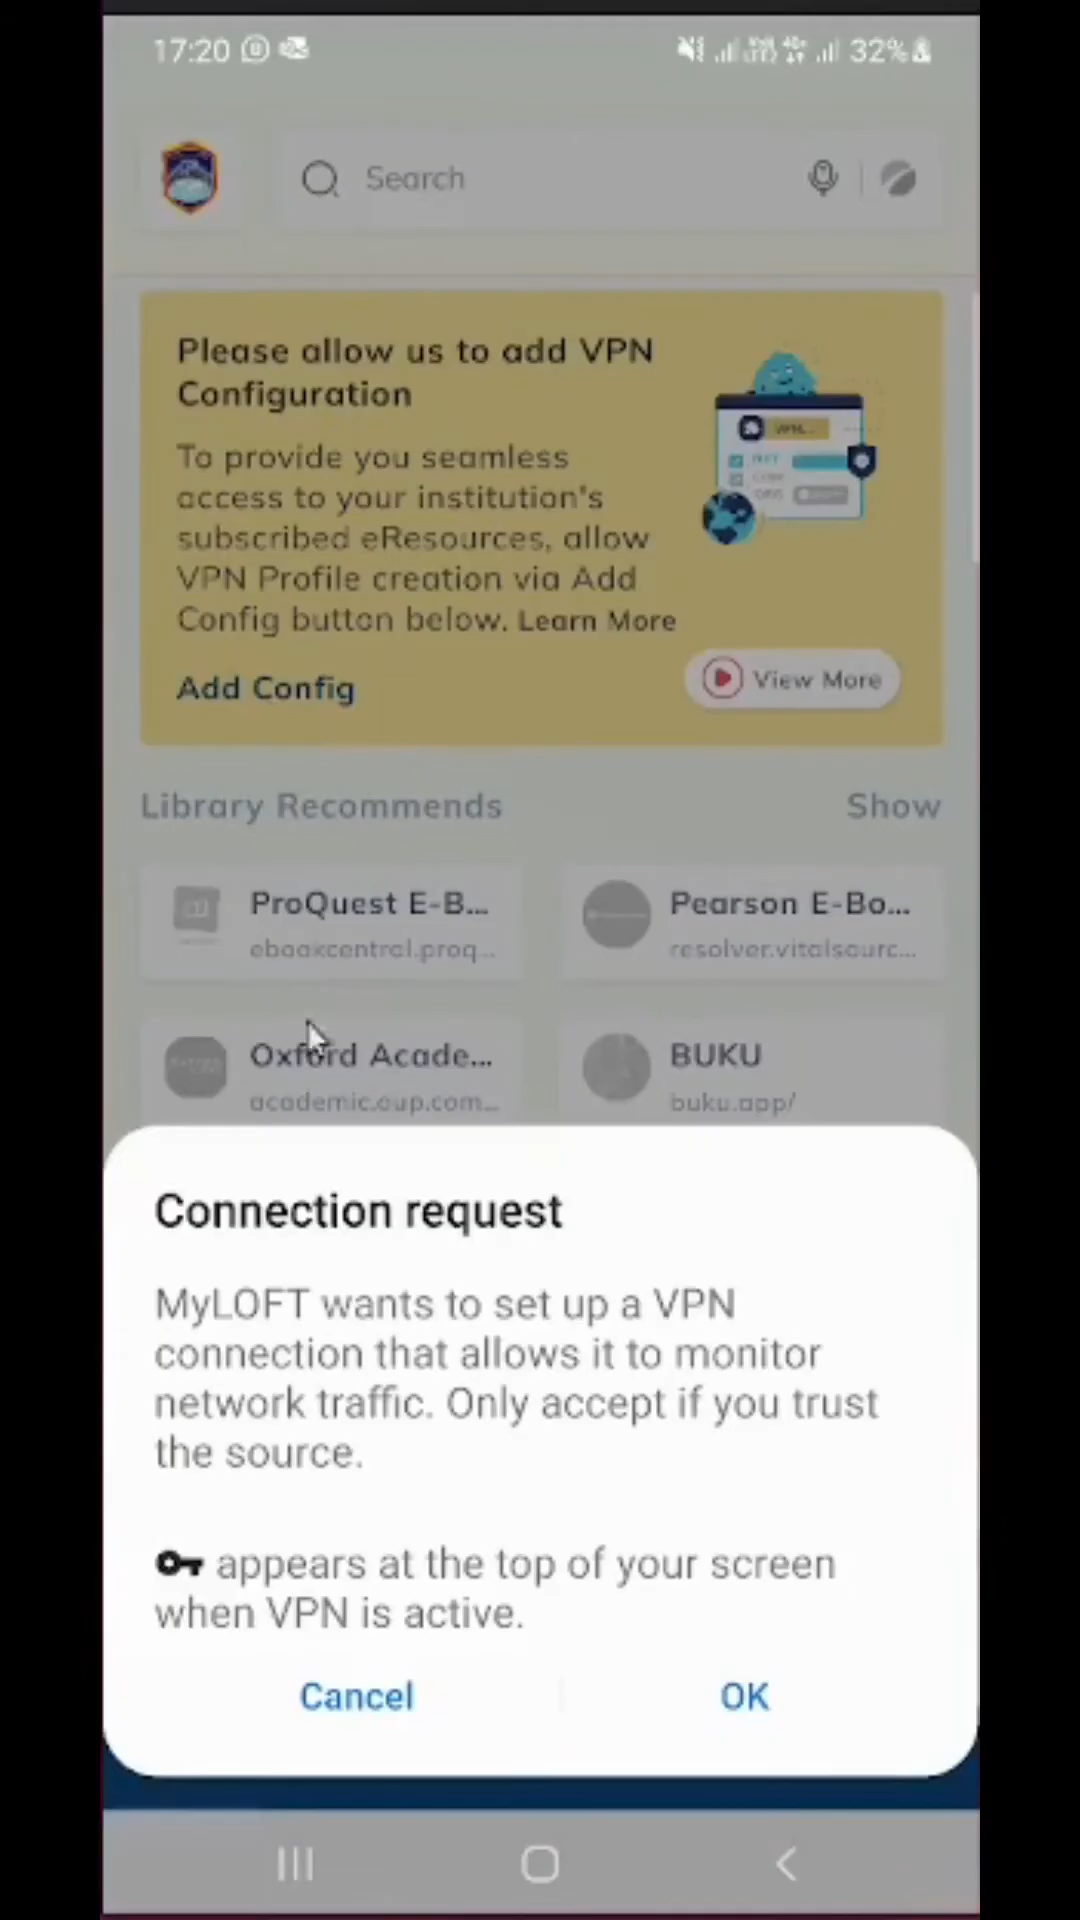 17:20
32%
Search
Please allow us to add VPN
Configuration
To provide you seamless
access to your institution's
subscribed eResources, allow
VPN Profile creation via Add
Config button below. Learn More
Add Config
View More
Library Recommends
Show
ProQuest E-B...
ebookcentral.proq...
Pearson E-Bo...
resolver.vitalsourc...
Oxford Acade...
academic.oup.com...
BUKU
buku.app/
Connection request
MyLOFT wants to set up a VPN
connection that allows it to monitor
network traffic. Only accept if you trust
the source.
appears at the top of your screen
when VPN is active.
Cancel
OK